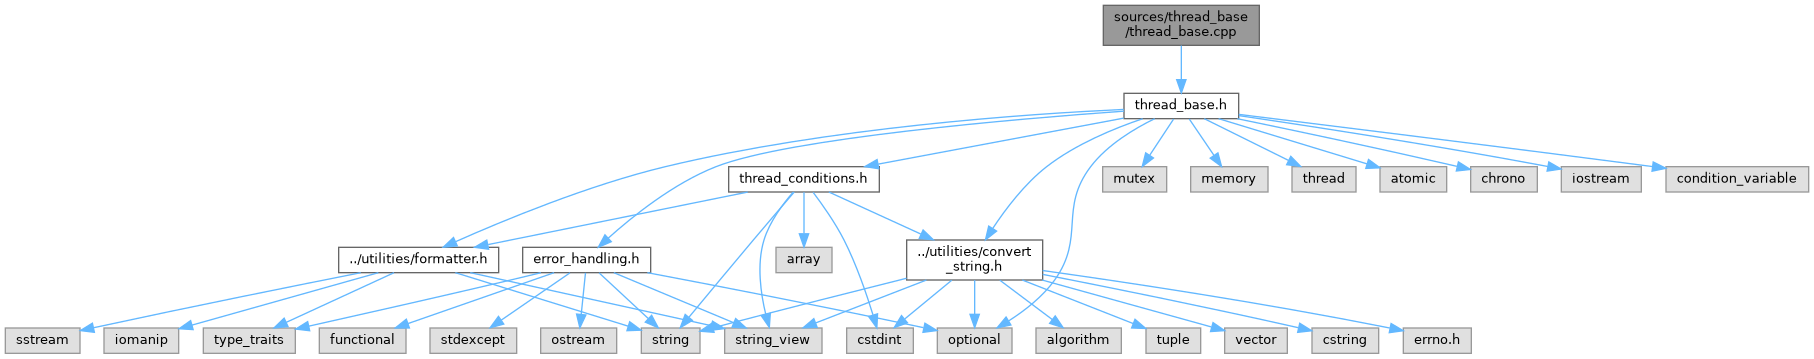 sources/thread_base
/thread_base.cpp
thread_base.h
thread_conditions.h
mutex
memory
thread
atomic
chrono
iostream
condition_variable
../utilities/formatter.h
error_handling.h
array
../utilities/convert
_string.h
sstream
iomanip
type_traits
functional
stdexcept
ostream
string
string_view
cstdint
optional
algorithm
tuple
vector
cstring
errno.h